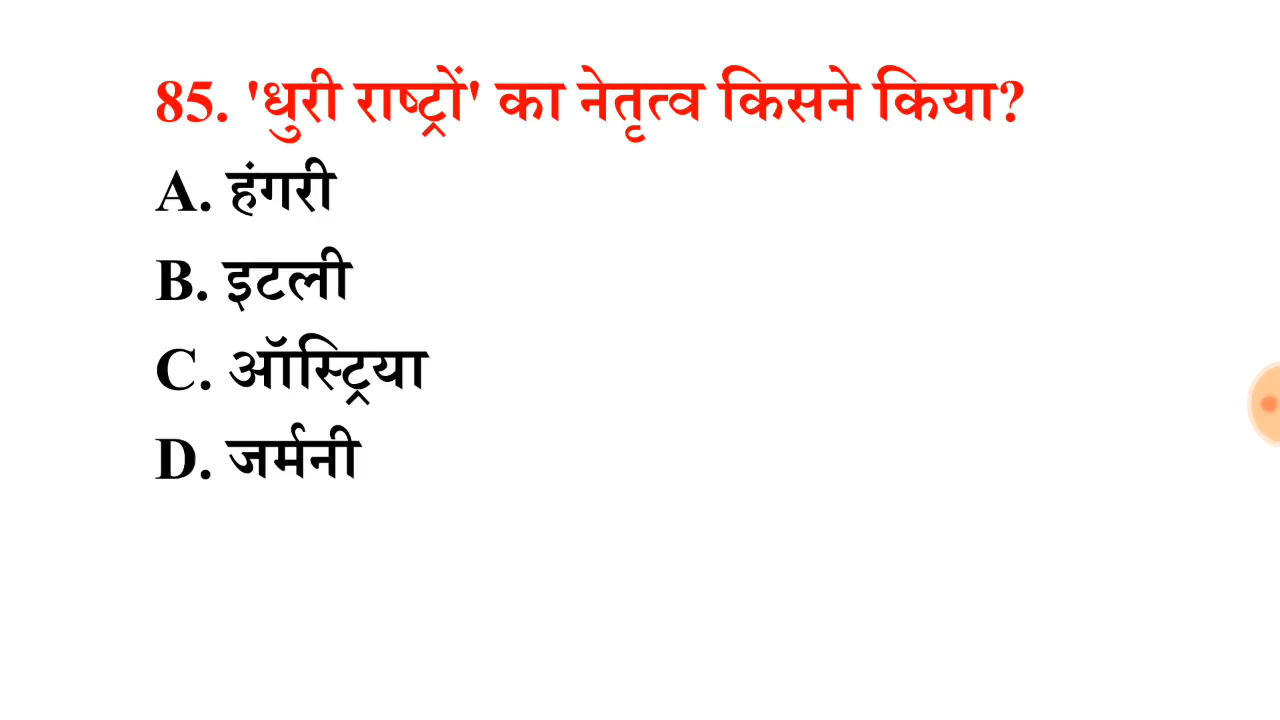 85. 'धुरी राष्ट्रों' का नेतृत्व किसने किया?
A. हंगरी
B. इटली
C. ऑस्ट्रिया
D. जर्मनी